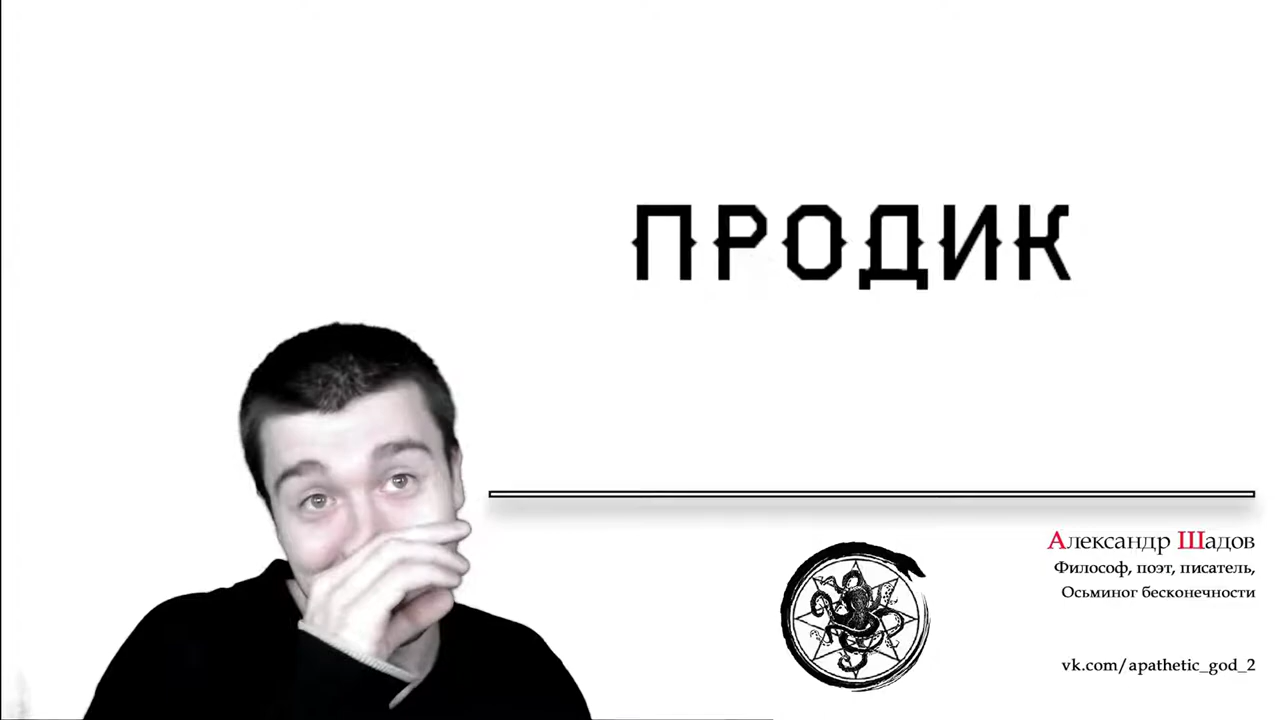 ПРОДИК
Александр Шадов
Философ, поэт, писатель,
Осьминог бесконечности
vk.com/apathetic_god_2